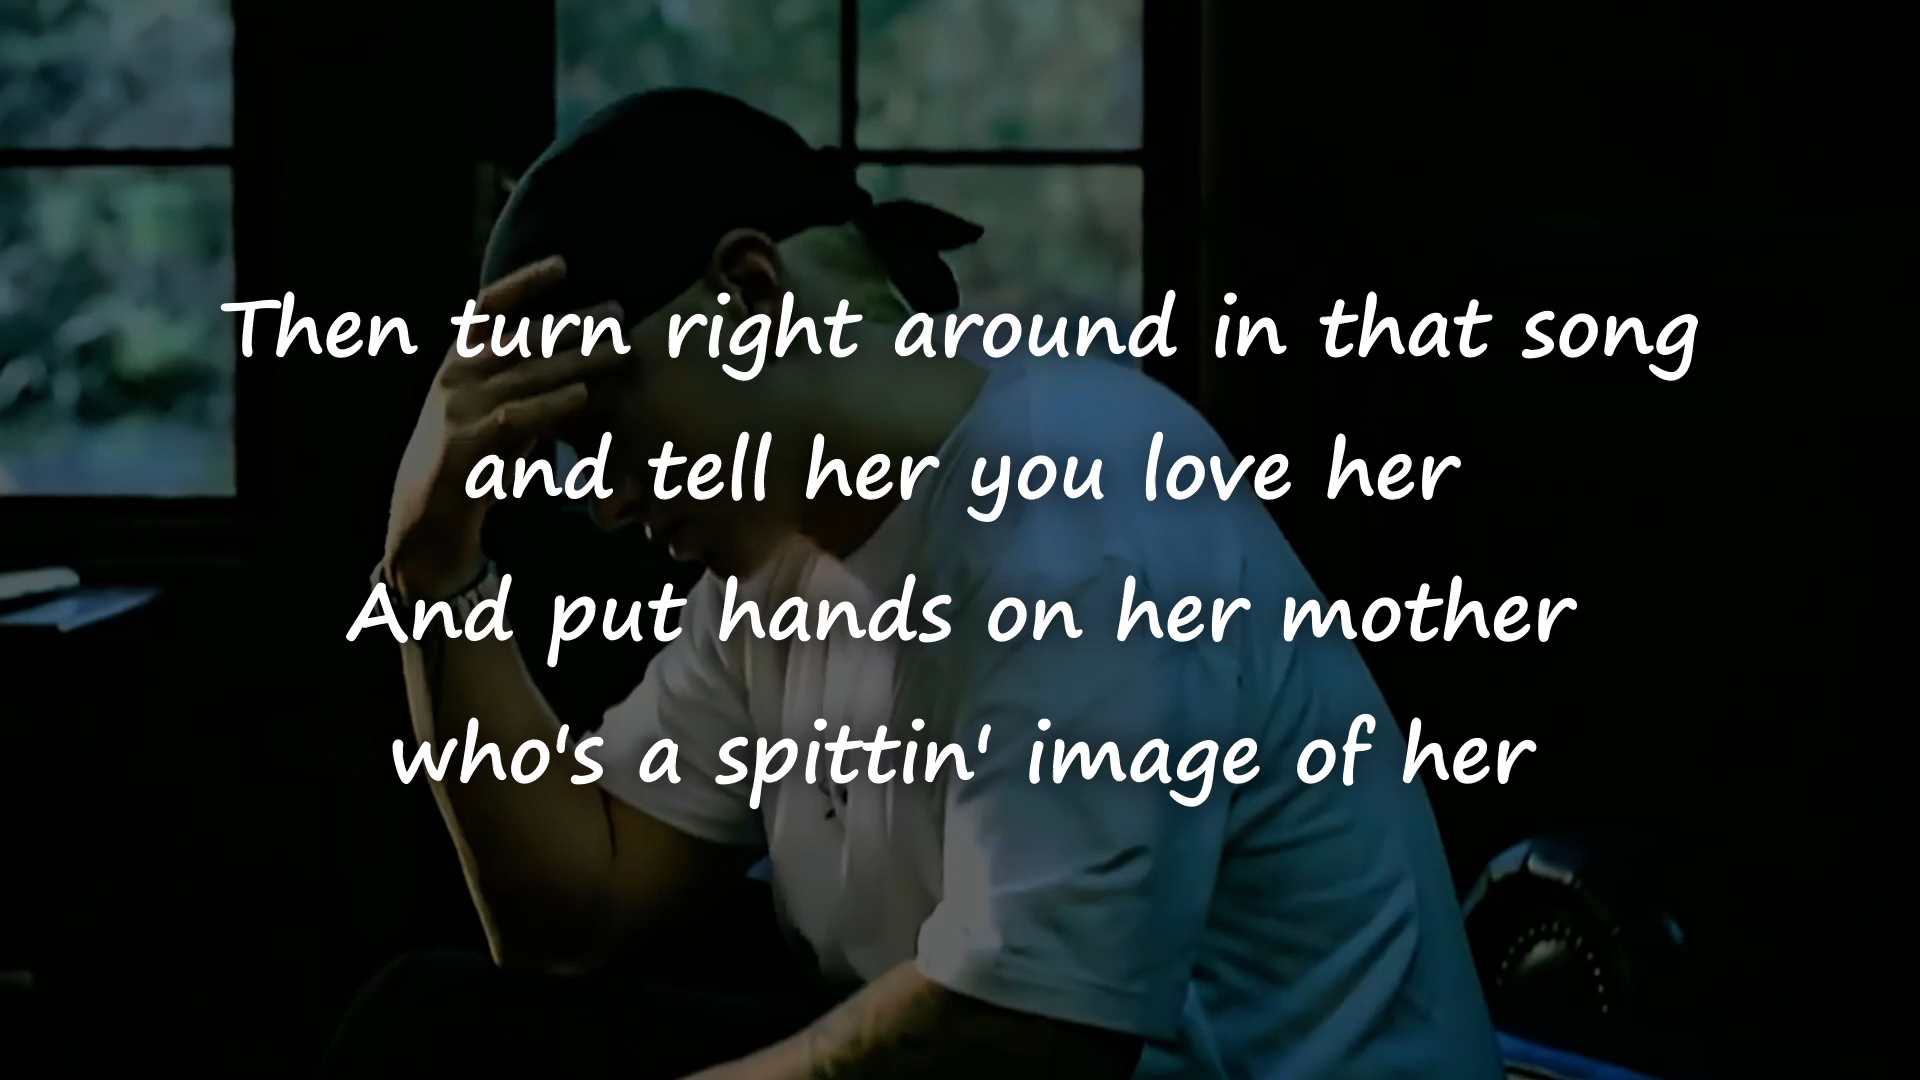 Then turn right around in that song
and tell her you love her
And put hands on her mother
who's a spittin' image of her